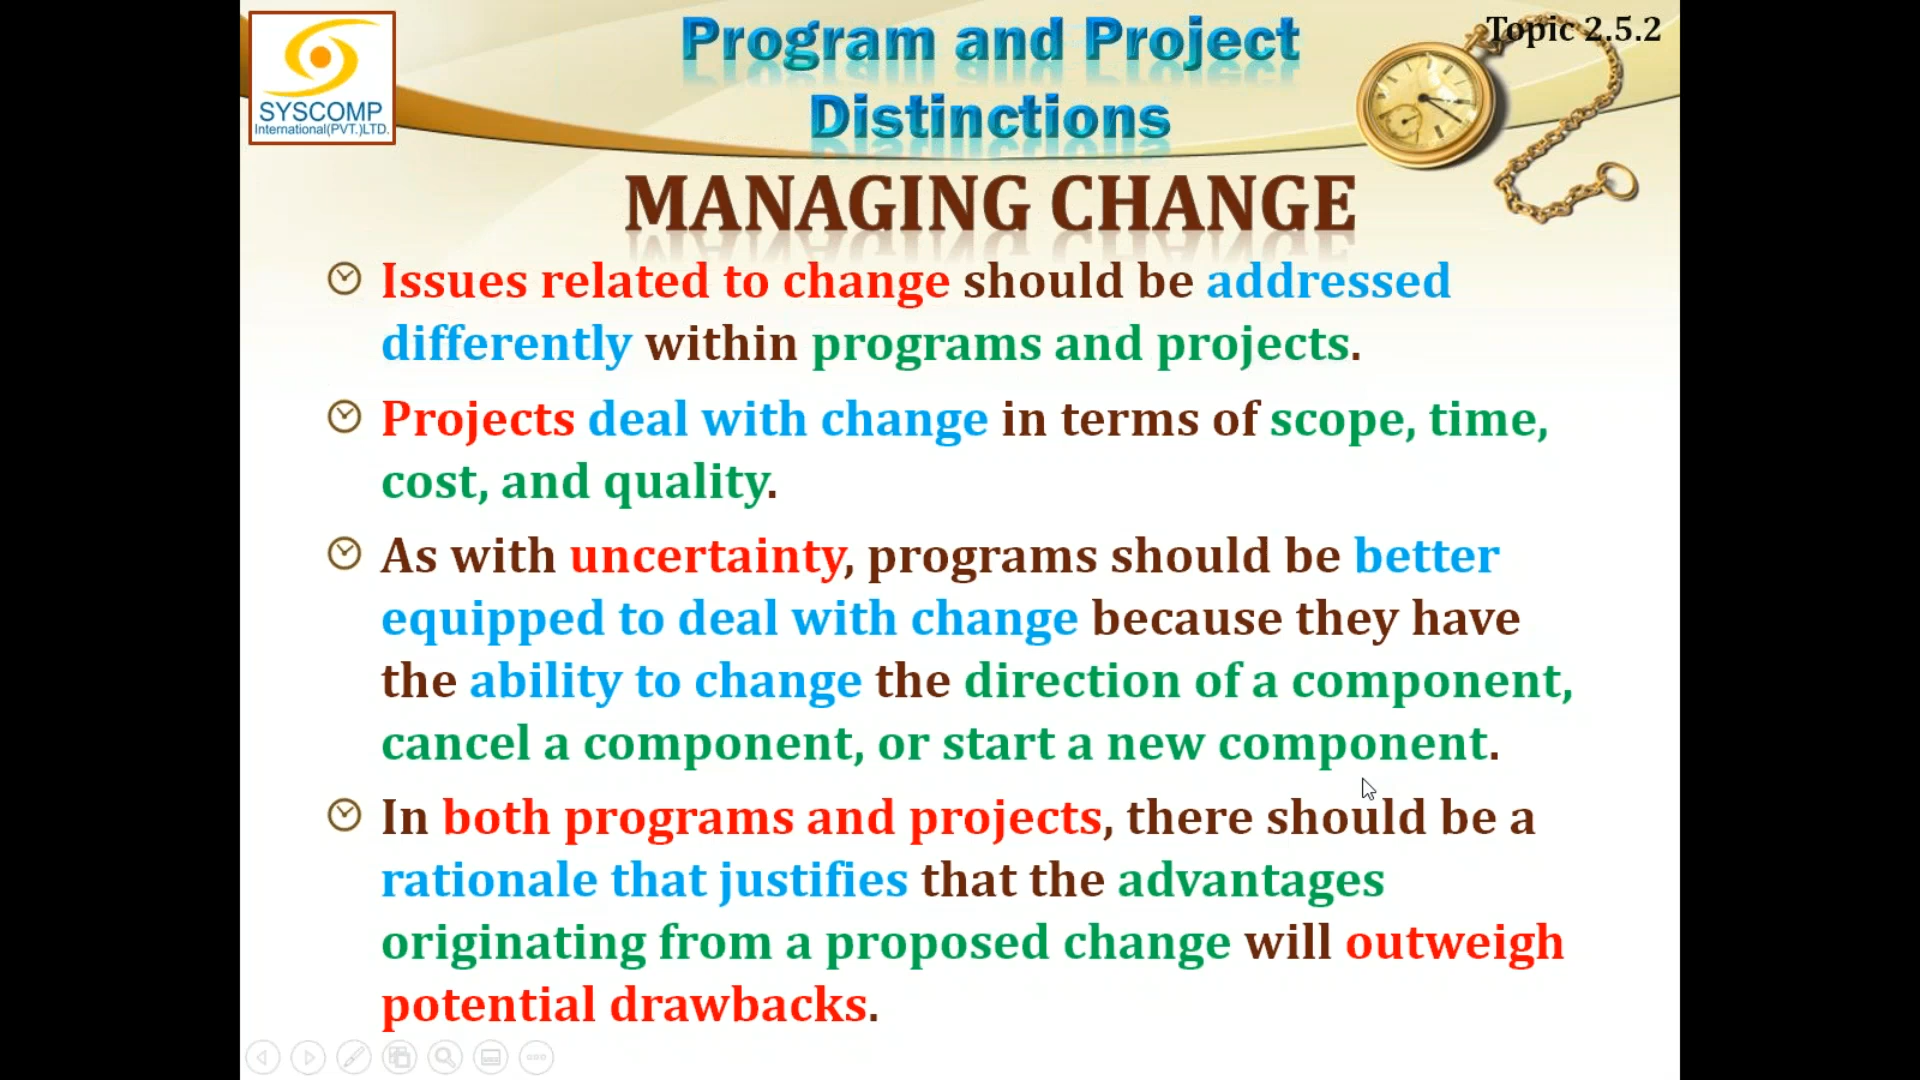 Topic 2.5.2
Program and Project
Distinctions
SYSCOMP
International(PVT.)LTD.
MANAGING CHANGE
Issues related to change should be addressed
differently within programs and projects.
Projects deal with change in terms of scope, time,
cost, and quality.
As with uncertainty, programs should be better
equipped to deal with change because they have
the ability to change the direction of a component,
cancel a component, or start a new component.
In both programs and projects, there should be a
rationale that justifies that the advantages
originating from a proposed change will outweigh
potential drawbacks.